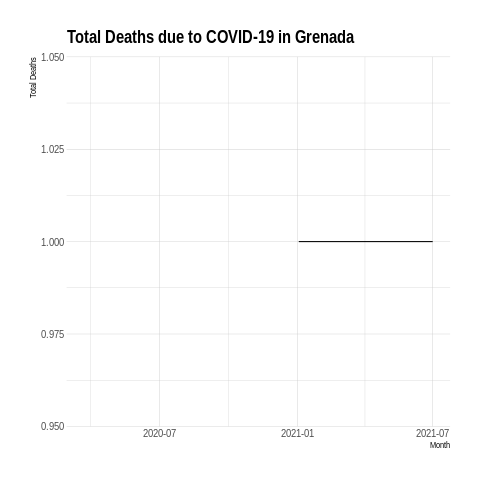 Total Deaths due to COVID-19 in Grenada
Total Deaths
1.050
1.025
1.000
0.975
0.950
2020-07 2021-01 2021-07
Month